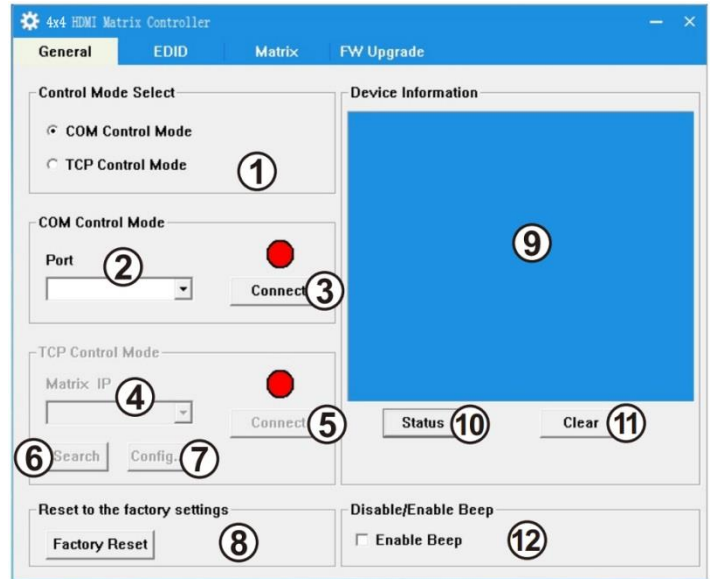 4x4 HDMI Matrix Controller
General EDID Matrix FW Upgrade
Control Mode Select
COM Control Mode
TCP Control Mode
1
COM Control Mode
Port
2
Connect 3
TCP Control Mode
Matrix IP
4
Connect 5
6 Search Config.. 7
Reset to the factory settings
Factory Reset 8
Device Information
9
Status 10 Clear 11
Disable/Enable Beep
Enable Beep 12